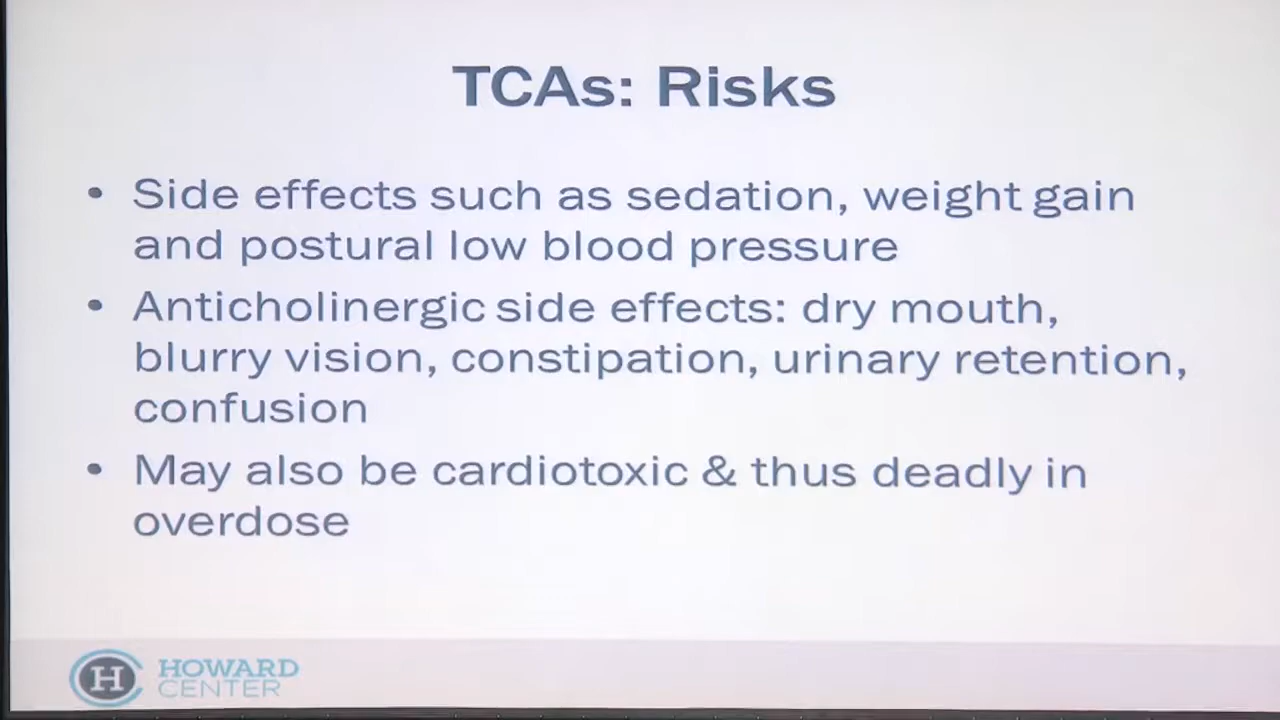 TCAs: Risks
• Side effects such as sedation, weight gain
and postural low blood pressure
• Anticholinergic side effects: dry mouth,
blurry vision, constipation, urinary retention,
confusion
• May also be cardiotoxic & thus deadly in
overdose
H HOWARD
CENTER